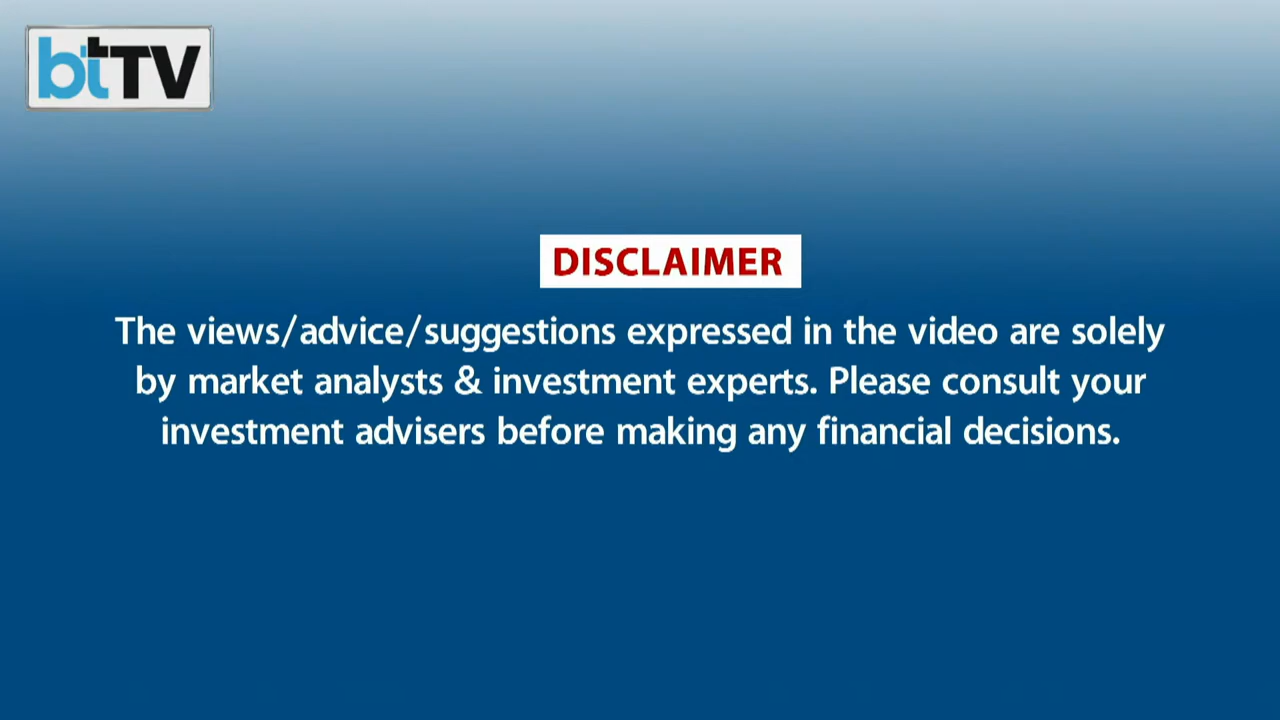 btTV
DISCLAIMER
The views/advice/suggestions expressed in the video are solely
by market analysts & investment experts. Please consult your
investment advisers before making any financial decisions.